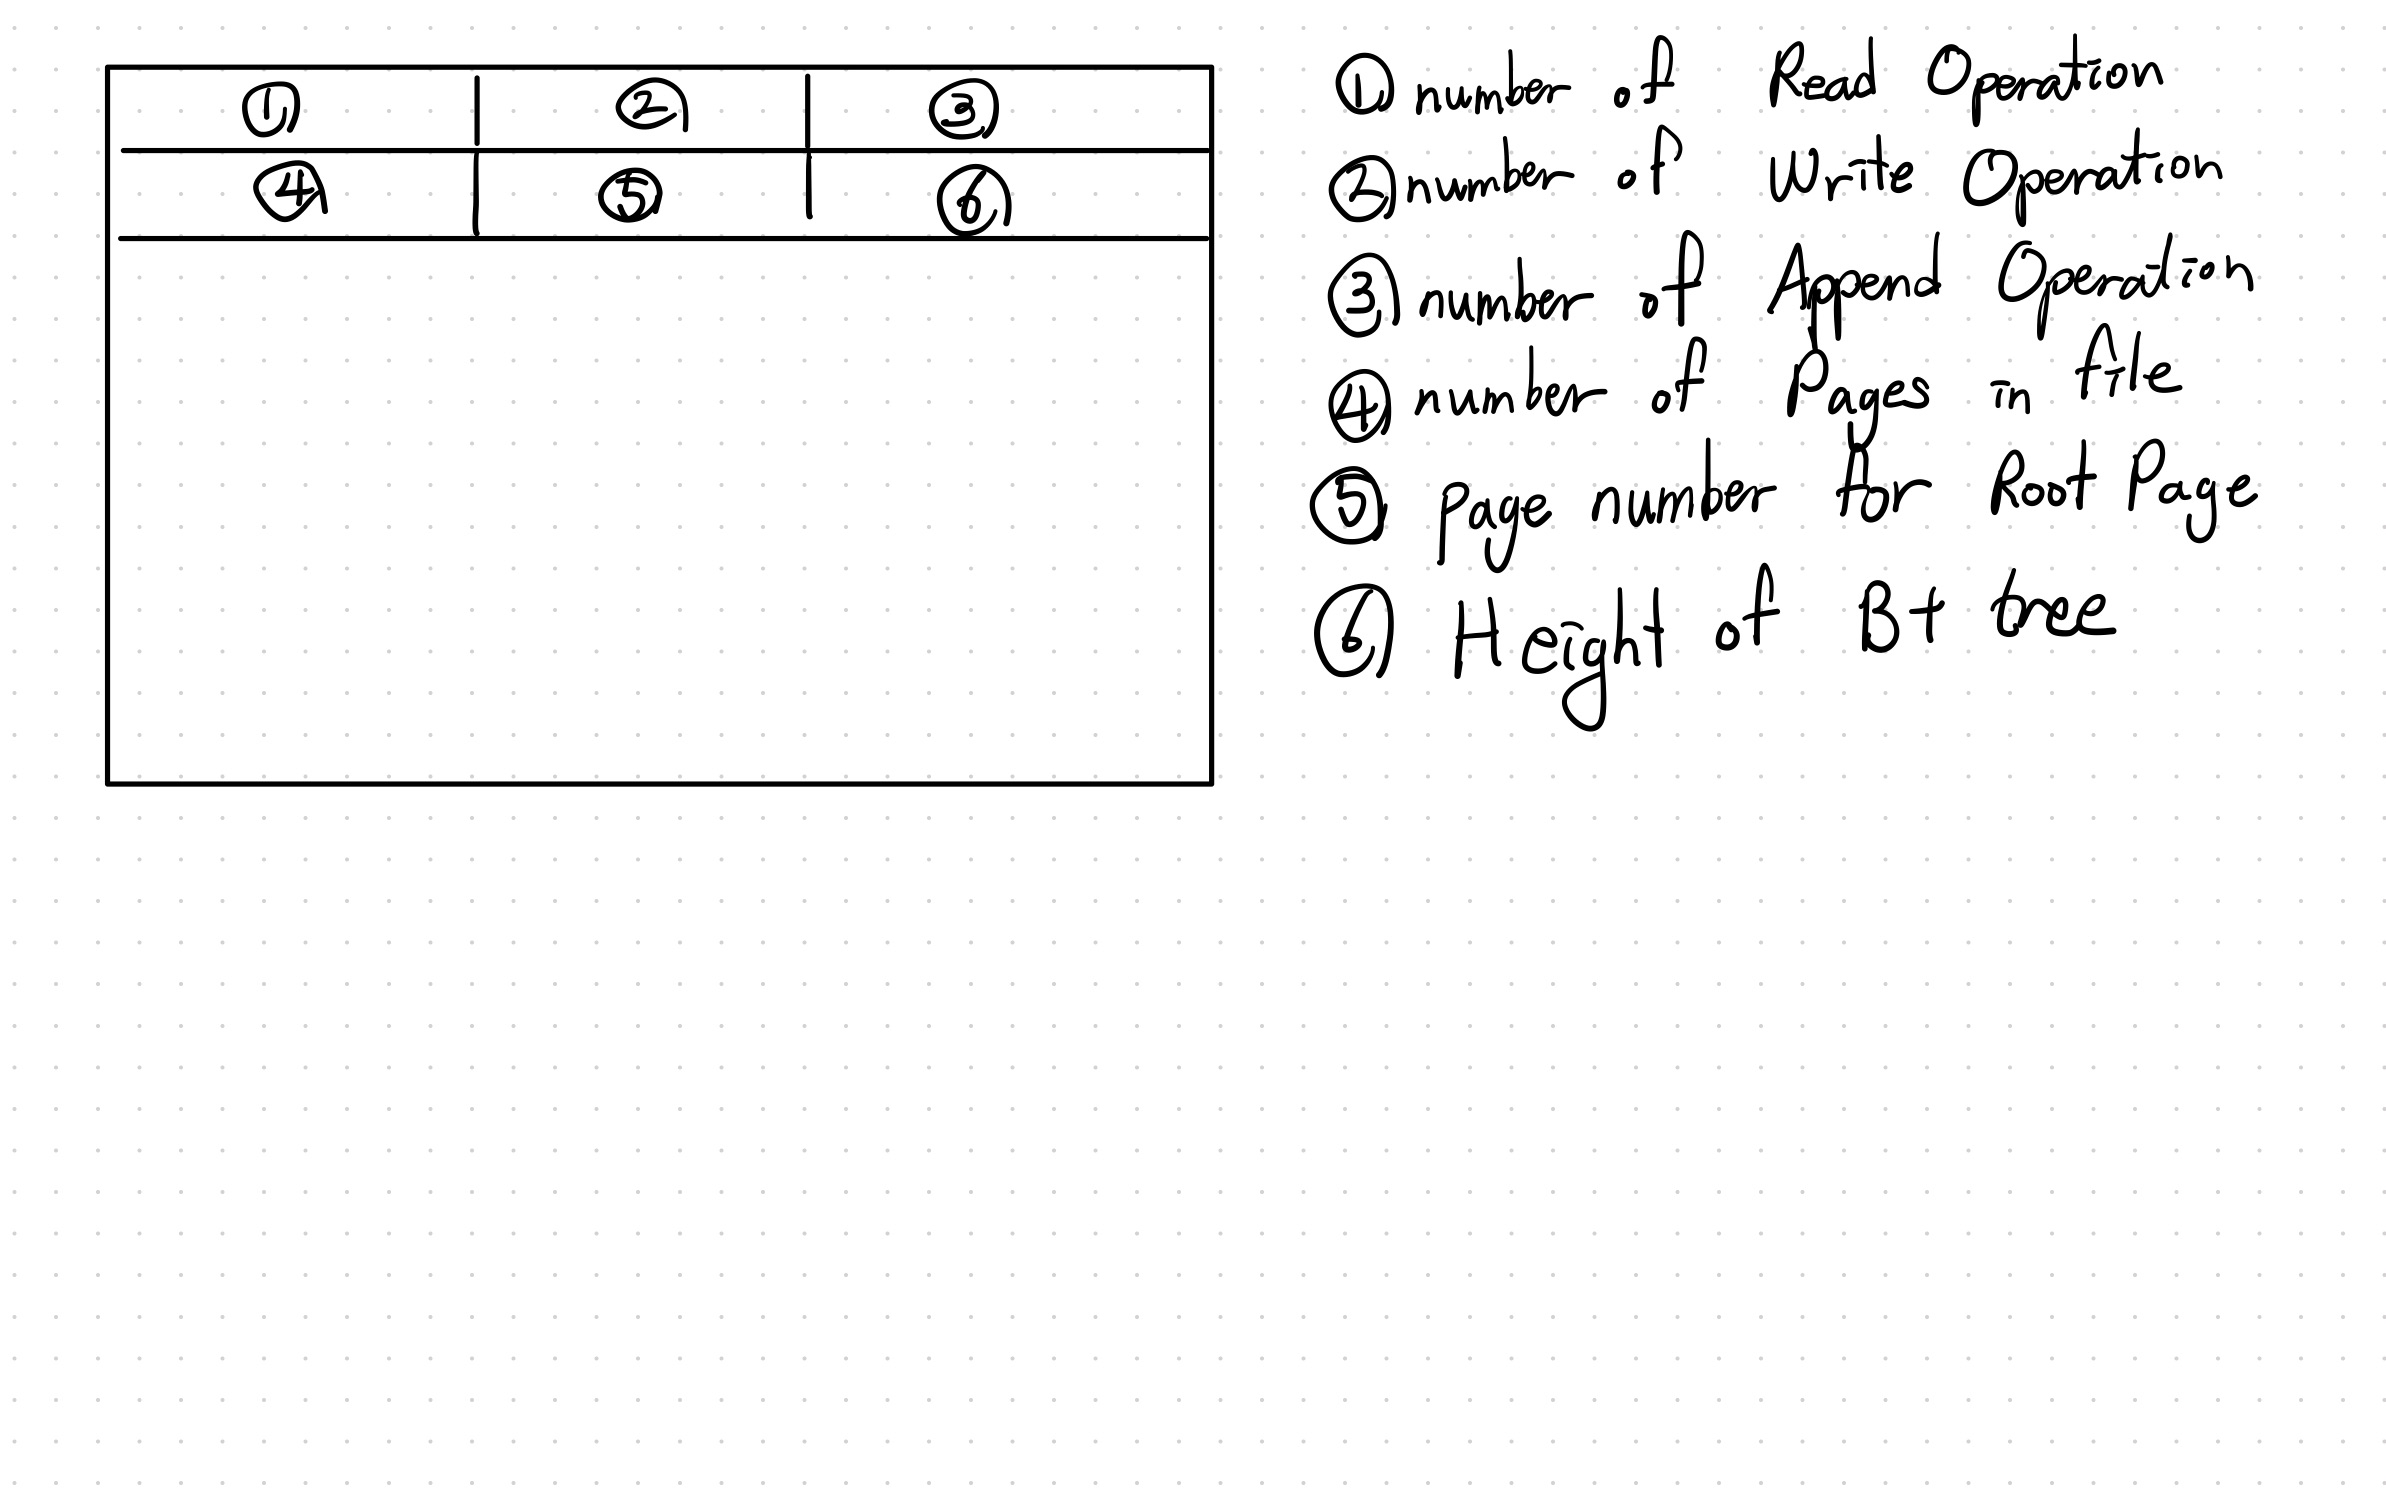 ① ② ③
④ ⑤ ⑥
① number of Read Operation
② number of Write Operation
③ number of Append Operation
④ number of Pages in file
⑤ Page number for Root Page
⑥ Height of B+ tree